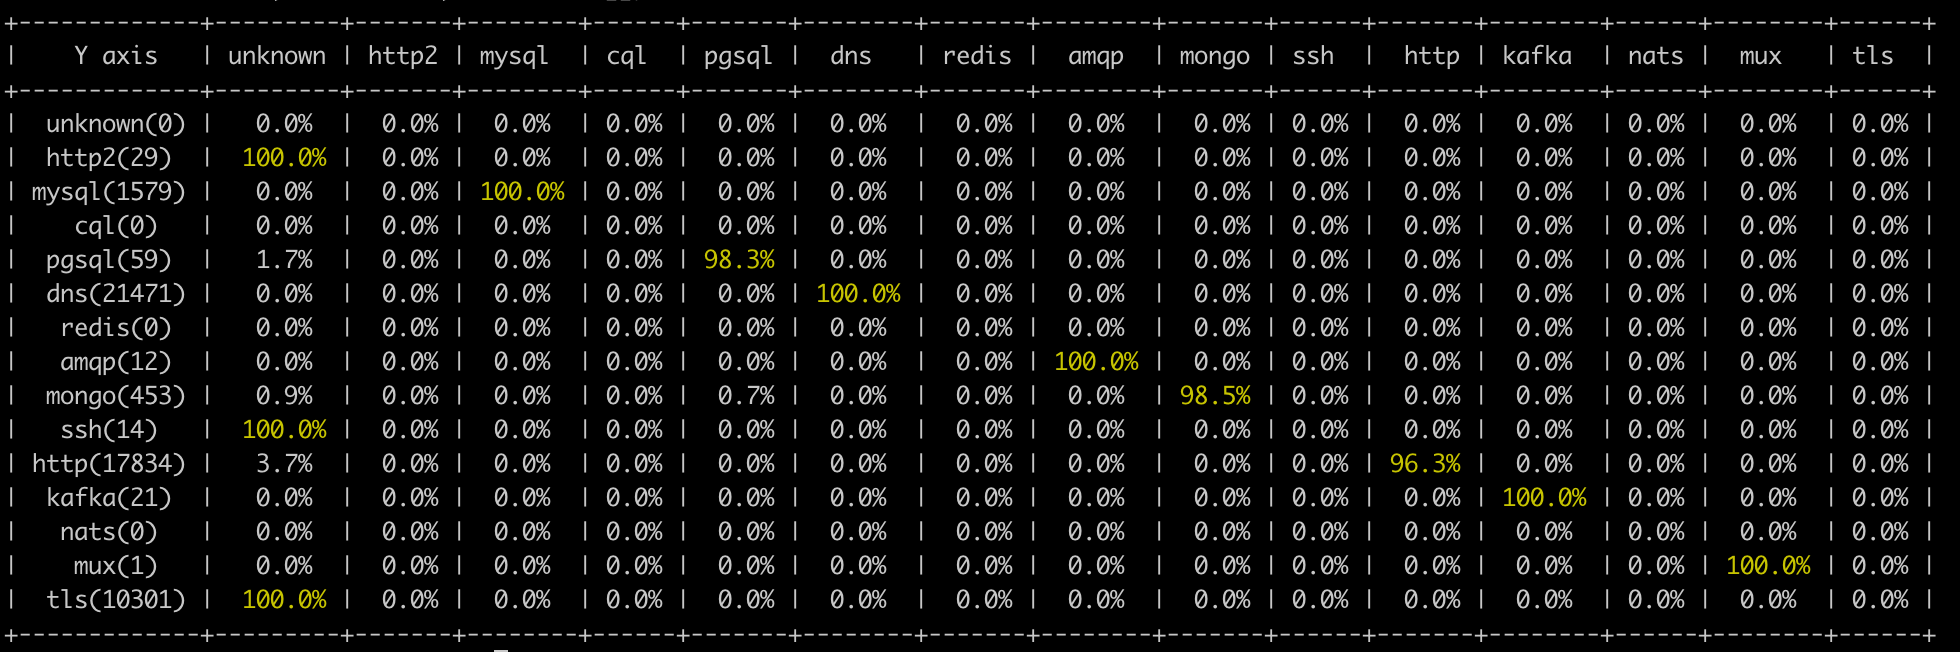 +-------------+---------+-------+--------+------+-------+--------+-------+--------+-------+------+-------+--------+------+--------+------+
| Y axis | unknown | http2 | mysql | cql | pgsql | dns | redis | amqp | mongo | ssh | http | kafka | nats | mux | tls |
+-------------+---------+-------+--------+------+-------+--------+-------+--------+-------+------+-------+--------+------+--------+------+
| unknown(0) | 0.0% | 0.0% | 0.0% | 0.0% | 0.0% | 0.0% | 0.0% | 0.0% | 0.0% | 0.0% | 0.0% | 0.0% | 0.0% | 0.0% | 0.0% |
| http2(29) | 100.0% | 0.0% | 0.0% | 0.0% | 0.0% | 0.0% | 0.0% | 0.0% | 0.0% | 0.0% | 0.0% | 0.0% | 0.0% | 0.0% | 0.0% |
| mysql(1579) | 0.0% | 0.0% | 100.0% | 0.0% | 0.0% | 0.0% | 0.0% | 0.0% | 0.0% | 0.0% | 0.0% | 0.0% | 0.0% | 0.0% | 0.0% |
| cql(0) | 0.0% | 0.0% | 0.0% | 0.0% | 0.0% | 0.0% | 0.0% | 0.0% | 0.0% | 0.0% | 0.0% | 0.0% | 0.0% | 0.0% | 0.0% |
| pgsql(59) | 1.7% | 0.0% | 0.0% | 0.0% | 98.3% | 0.0% | 0.0% | 0.0% | 0.0% | 0.0% | 0.0% | 0.0% | 0.0% | 0.0% | 0.0% |
| dns(21471) | 0.0% | 0.0% | 0.0% | 0.0% | 0.0% | 100.0% | 0.0% | 0.0% | 0.0% | 0.0% | 0.0% | 0.0% | 0.0% | 0.0% | 0.0% |
| redis(0) | 0.0% | 0.0% | 0.0% | 0.0% | 0.0% | 0.0% | 0.0% | 0.0% | 0.0% | 0.0% | 0.0% | 0.0% | 0.0% | 0.0% | 0.0% |
| amqp(12) | 0.0% | 0.0% | 0.0% | 0.0% | 0.0% | 0.0% | 0.0% | 100.0% | 0.0% | 0.0% | 0.0% | 0.0% | 0.0% | 0.0% | 0.0% |
| mongo(453) | 0.9% | 0.0% | 0.0% | 0.0% | 0.7% | 0.0% | 0.0% | 0.0% | 98.5% | 0.0% | 0.0% | 0.0% | 0.0% | 0.0% | 0.0% |
| ssh(14) | 100.0% | 0.0% | 0.0% | 0.0% | 0.0% | 0.0% | 0.0% | 0.0% | 0.0% | 0.0% | 0.0% | 0.0% | 0.0% | 0.0% | 0.0% |
| http(17834) | 3.7% | 0.0% | 0.0% | 0.0% | 0.0% | 0.0% | 0.0% | 0.0% | 0.0% | 0.0% | 96.3% | 0.0% | 0.0% | 0.0% | 0.0% |
| kafka(21) | 0.0% | 0.0% | 0.0% | 0.0% | 0.0% | 0.0% | 0.0% | 0.0% | 0.0% | 0.0% | 0.0% | 100.0% | 0.0% | 0.0% | 0.0% |
| nats(0) | 0.0% | 0.0% | 0.0% | 0.0% | 0.0% | 0.0% | 0.0% | 0.0% | 0.0% | 0.0% | 0.0% | 0.0% | 0.0% | 0.0% | 0.0% |
| mux(1) | 0.0% | 0.0% | 0.0% | 0.0% | 0.0% | 0.0% | 0.0% | 0.0% | 0.0% | 0.0% | 0.0% | 0.0% | 0.0% | 100.0% | 0.0% |
| tls(10301) | 100.0% | 0.0% | 0.0% | 0.0% | 0.0% | 0.0% | 0.0% | 0.0% | 0.0% | 0.0% | 0.0% | 0.0% | 0.0% | 0.0% | 0.0% |
+-------------+---------+-------+--------+------+-------+--------+-------+--------+-------+------+-------+--------+------+--------+------+